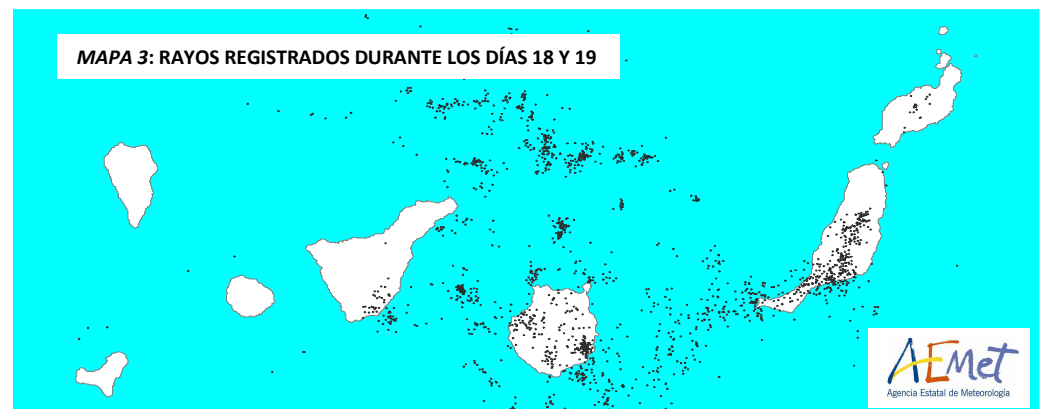 MAPA 3: RAYOS REGISTRADOS DURANTE LOS DÍAS 18 Y 19
AEMet
Agencia Estatal de Meteorología